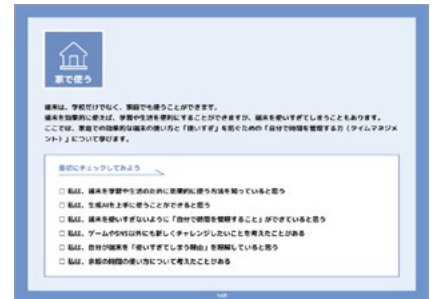 家で使う
端末は、学校だけでなく、家庭でも使うことができます。
端末を効果的に使えば、学習や生活を便利にすることができますが、端末を使いすぎてしまうこともあります。
ここでは、家庭での効果的な端末の使い方と「使いすぎ」を防ぐための「自分で時間を管理する力(タイムマネジメ
ント)」について学びます。
最初にチェックしてみよう
□ 私は、端末を学習や生活のために効果的に使う方法を知っていると思う
□ 私は、生成AIを上手に使うことができると思う
□ 私は、端末を使いすぎないように「自分で時間を管理すること」ができていると思う
□ 私は、ゲームやSNS以外にも新しくチャレンジしたいことを考えたことがある
□ 私は、自分が端末を「使いすぎてしまう理由」を理解していると思う
□ 私は、余暇の時間の使い方について考えたことがある